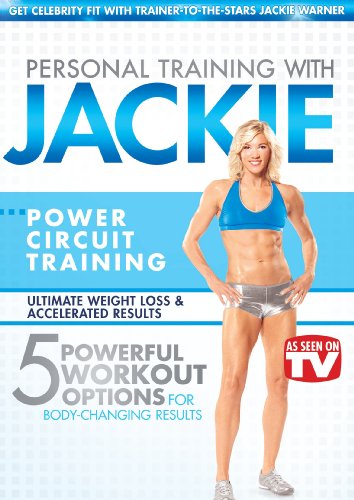 GET CELEBRITY FIT WITH TRAINER-TO-THE-STARS JACKIE WARNER
PERSONAL TRAINING WITH
JACKIE
POWER
CIRCUIT
TRAINING
ULTIMATE WEIGHT LOSS &
ACCELERATED RESULTS
5 POWERFUL
WORKOUT
OPTIONS FOR
BODY-CHANGING RESULTS
AS SEEN ON
TV